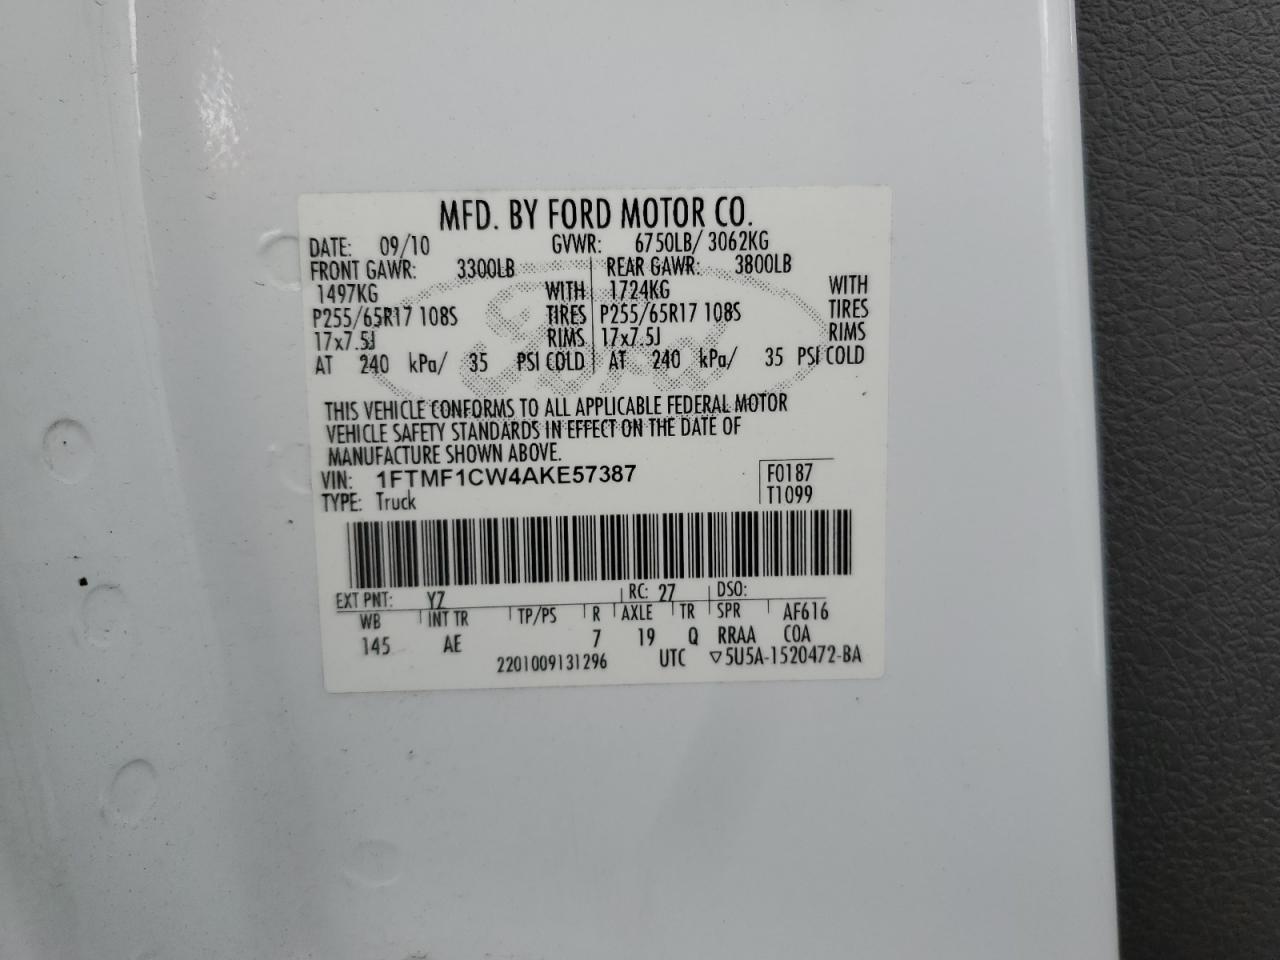 MFD. BY FORD MOTOR CO.
DATE: 09/10 GVWR: 6750LB/ 3062KG
FRONT GAWR: 3300LB REAR GAWR: 3800LB
1497KG WITH 1724KG WITH
P255/65R17 108S TIRES P255/65R17 108S TIRES
17x7.5J RIMS 17x7.5J RIMS
AT 240 kPa/ 35 PSI COLD AT 240 kPa/ 35 PSI COLD
THIS VEHICLE CONFORMS TO ALL APPLICABLE FEDERAL MOTOR
VEHICLE SAFETY STANDARDS IN EFFECT ON THE DATE OF
MANUFACTURE SHOWN ABOVE.
VIN: 1FTMF1CW4AKE57387 F0187
TYPE: Truck T1099
EXT PNT: YZ RC: 27 DSO:
WB INT TR TP/PS R AXLE TR SPR AF616
145 AE 7 19 Q RRAA COA
2201009131296 UTC ▽5U5A-1520472-BA
Ford